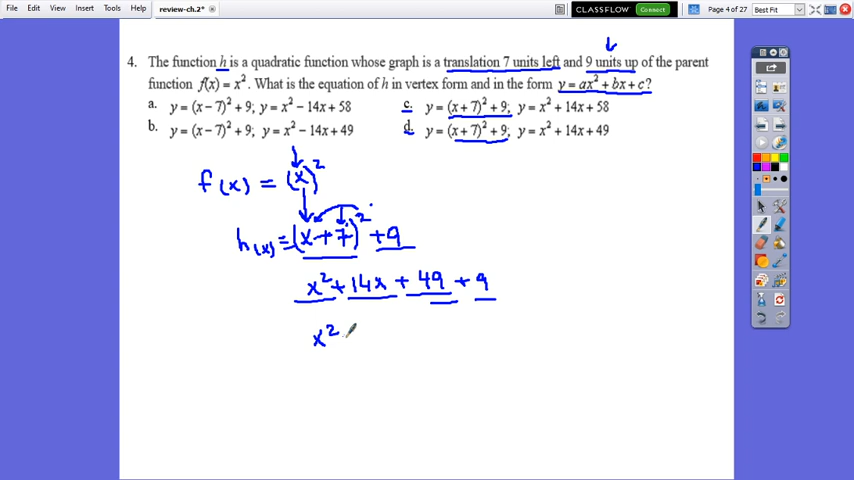 File Edit View Insert Tools Help review-ch.2* CLASSFLOW Connect Page 4 of 27 Best Fit
4. The function h is a quadratic function whose graph is a translation 7 units left and 9 units up of the parent
function f(x) = x². What is the equation of h in vertex form and in the form y = ax² + bx + c?
a. y = (x − 7)² + 9; y = x² − 14x + 58 c. y = (x + 7)² + 9; y = x² + 14x + 58
b. y = (x − 7)² + 9; y = x² − 14x + 49 d. y = (x + 7)² + 9; y = x² + 14x + 49
f(x) = (x)²
h(x) = (x + 7)² + 9
x² + 14x + 49 + 9
x²